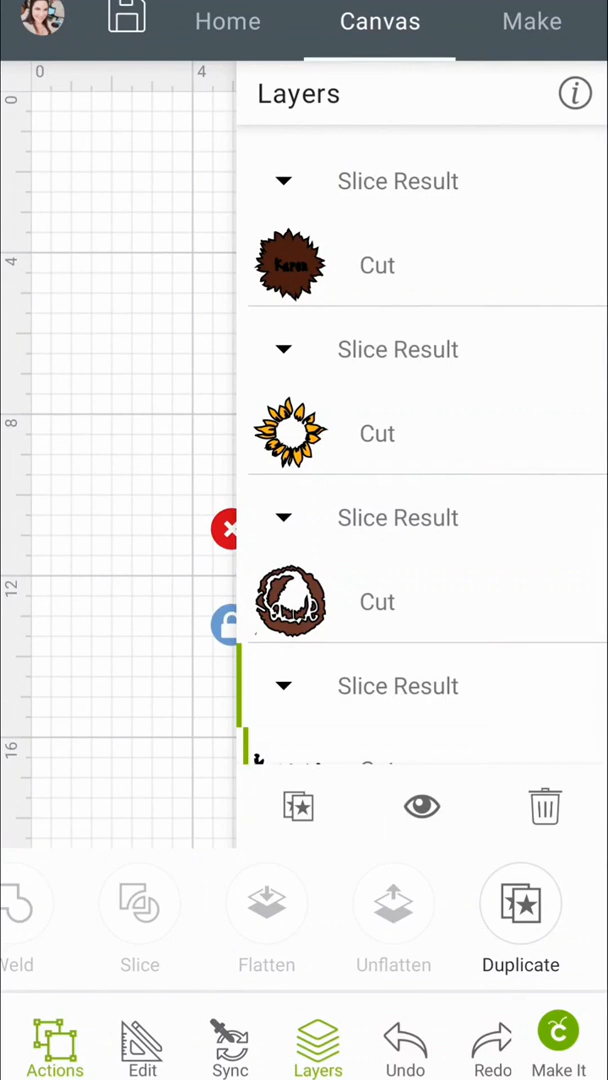 Home Canvas Make
0 4
Layers
0
Slice Result
Karen
Cut
4
Slice Result
8
Cut
Slice Result
12
Cut
Slice Result
16
Slice Flatten Unflatten Duplicate
Actions Edit Sync Layers Undo Redo Make It